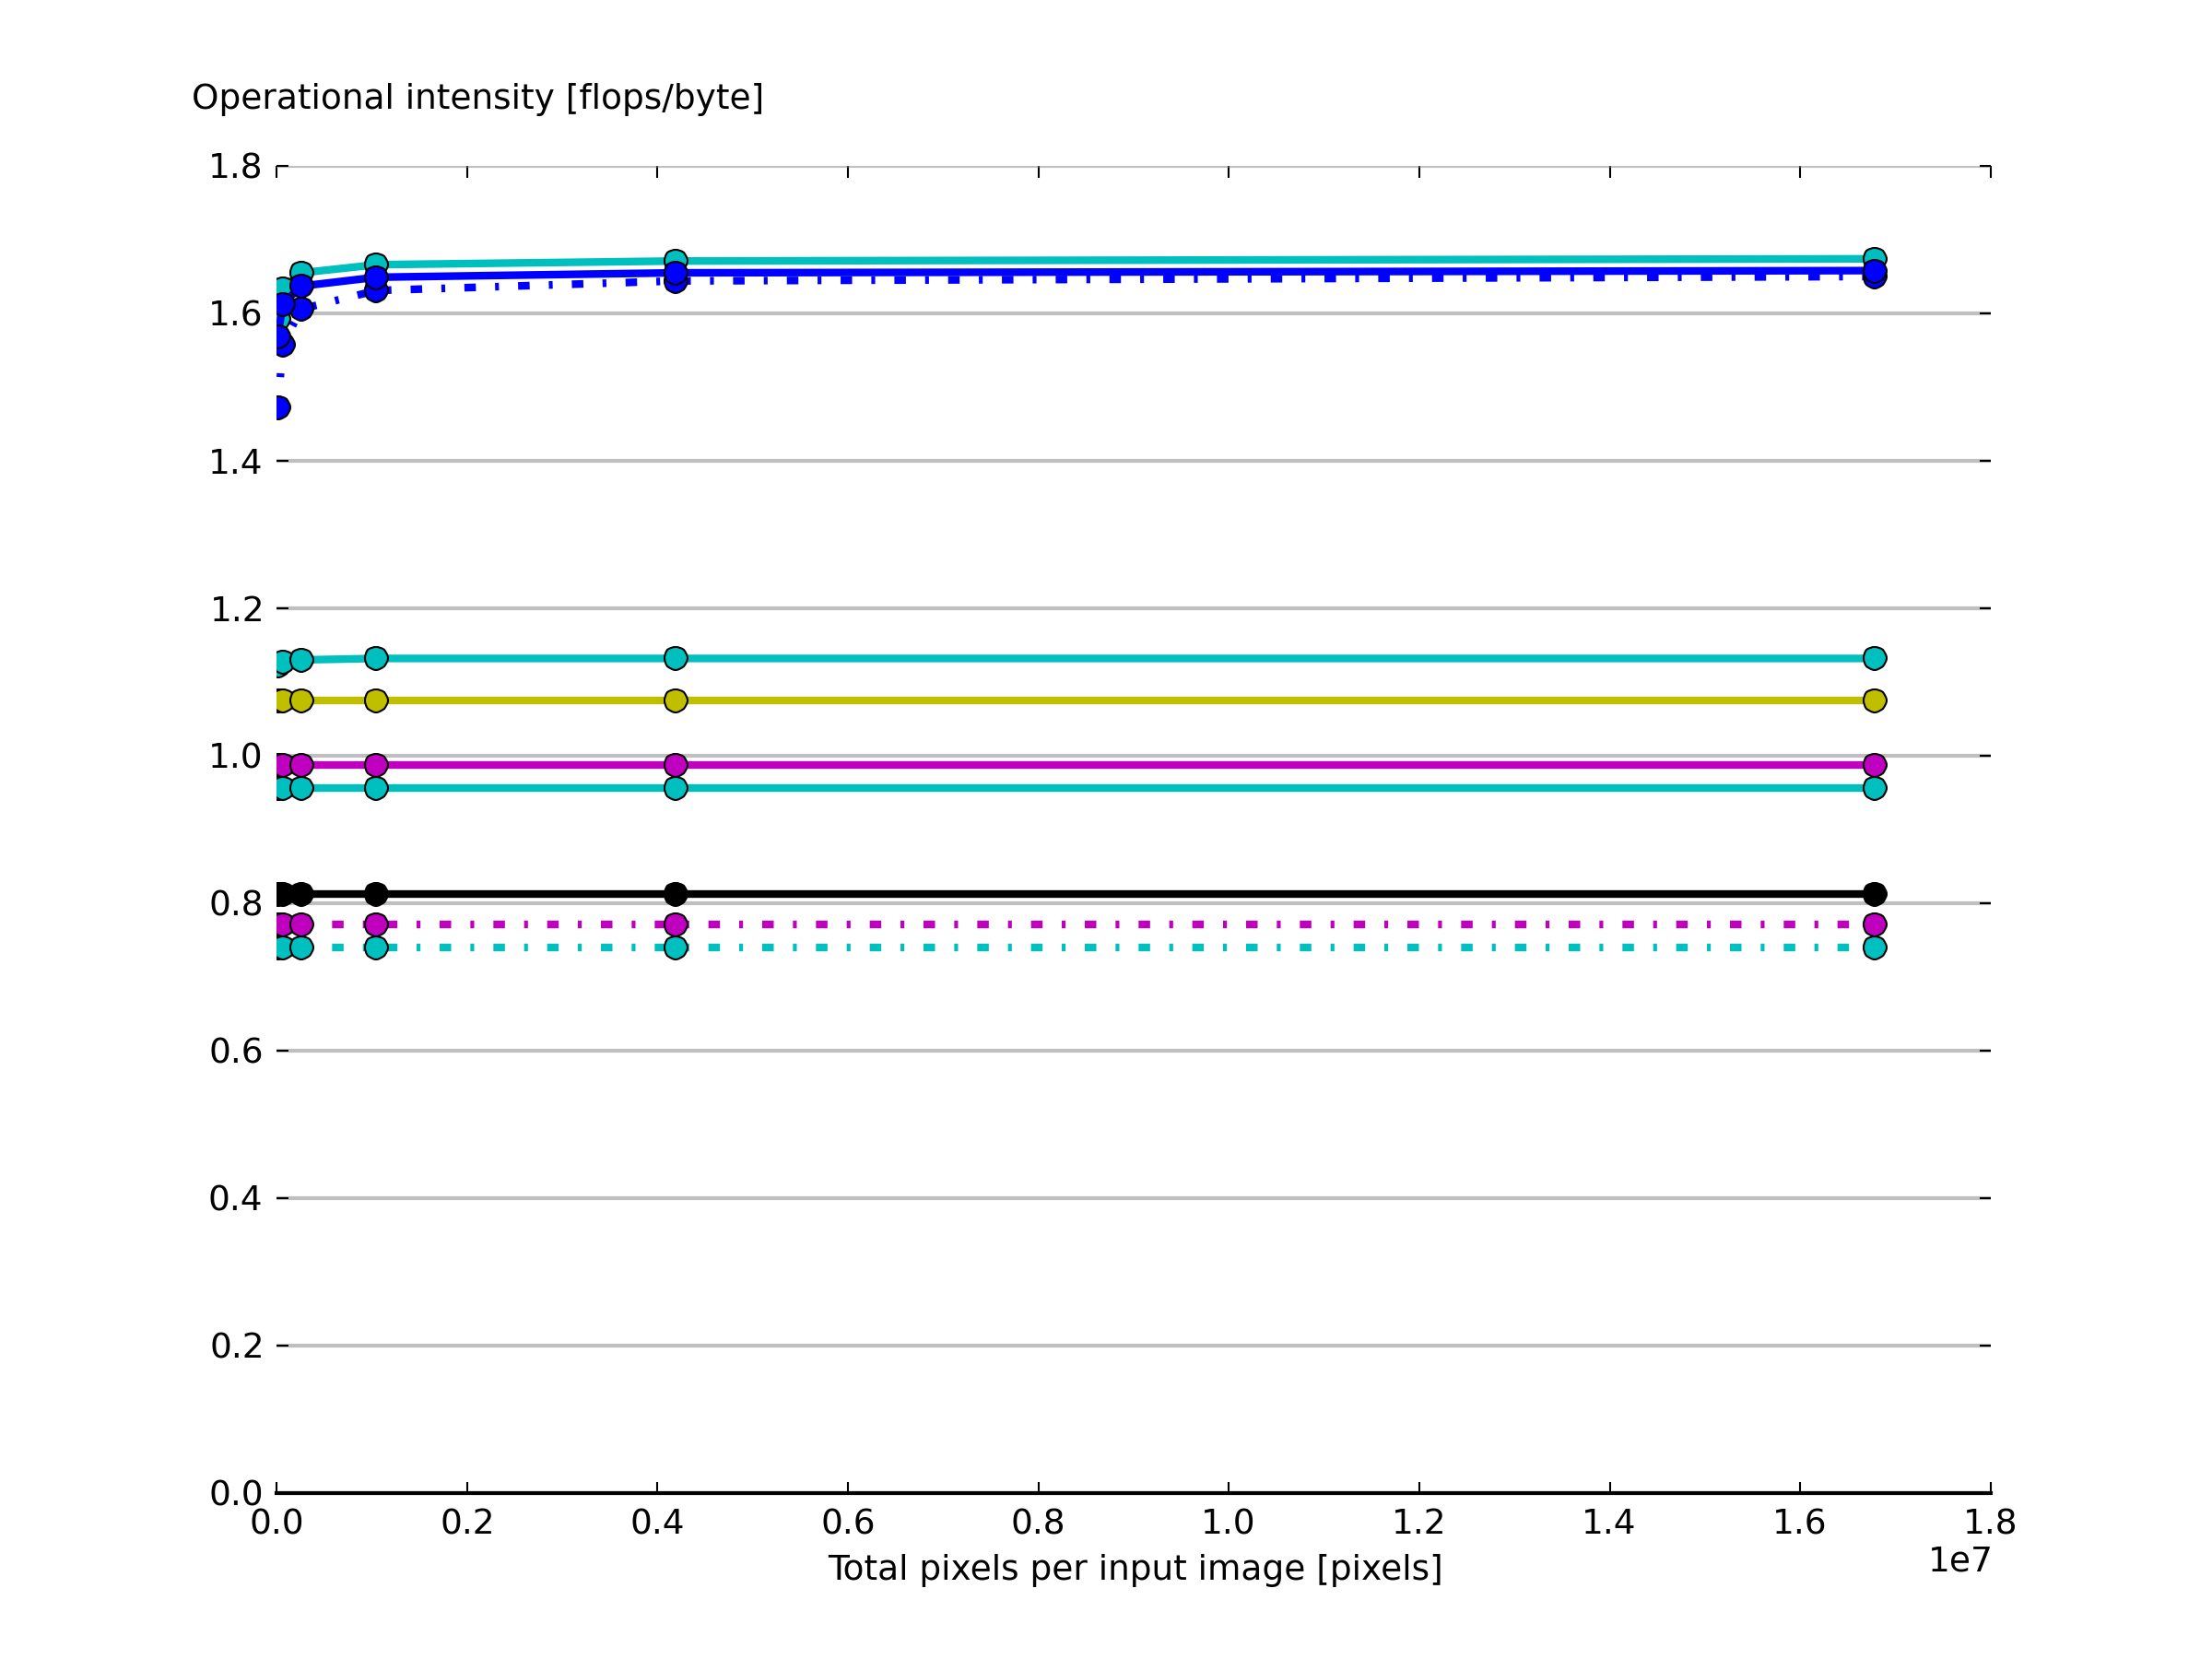 Operational intensity [flops/byte]
1.8
1.6
1.4
1.2
1.0
0.8
0.6
0.4
0.2
0.0
0.0 0.2 0.4 0.6 0.8 1.0 1.2 1.4 1.6 1.8
1e7
Total pixels per input image [pixels]